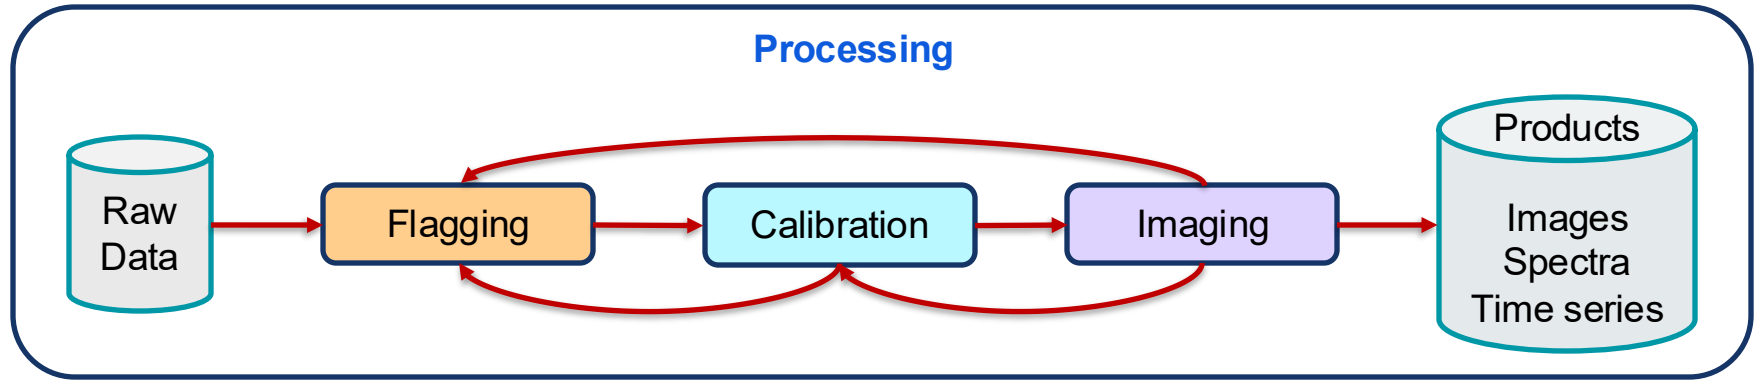 Processing
Raw
Data
Flagging
Calibration
Imaging
Products
Images
Spectra
Time series